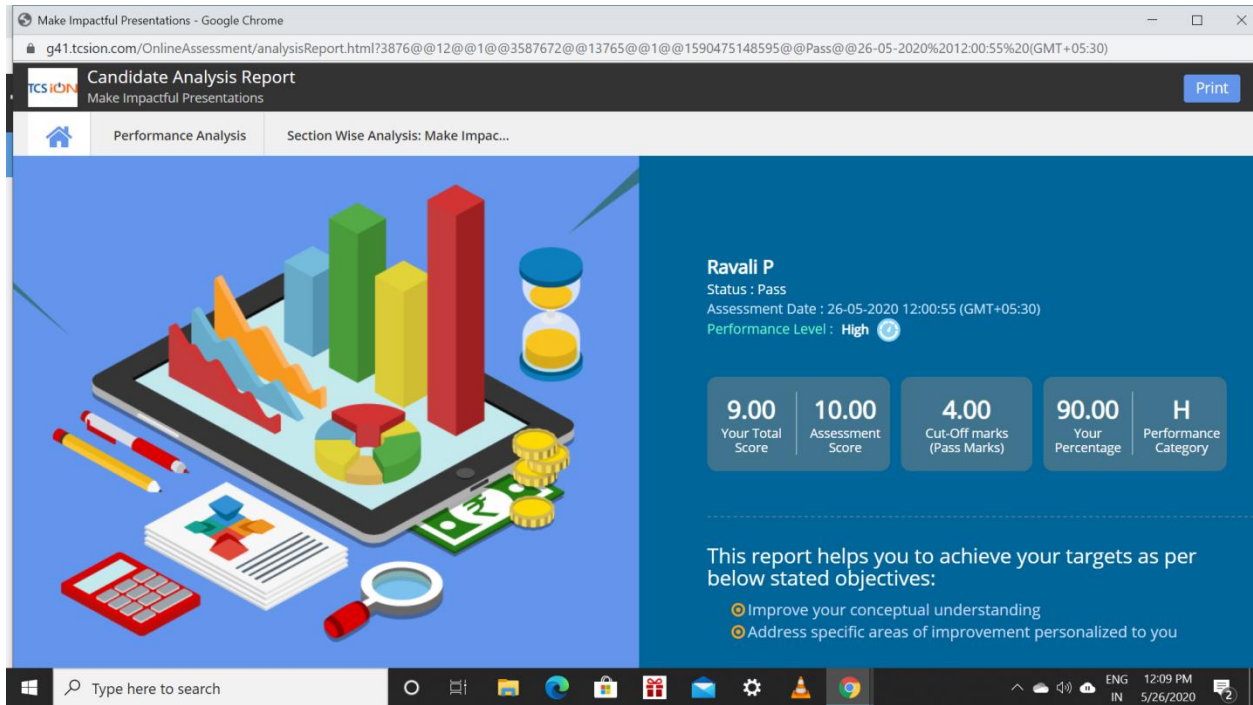 Make Impactful Presentations - Google Chrome
g41.tcsion.com/OnlineAssessment/analysisReport.html?3876@@12@@1@@3587672@@13765@@1@@1590475148595@@Pass@@26-05-2020%2012:00:55%20(GMT+05:30)
TCS iON
Candidate Analysis Report
Make Impactful Presentations
Print
Performance Analysis
Section Wise Analysis: Make Impac...
Ravali P
Status : Pass
Assessment Date : 26-05-2020 12:00:55 (GMT+05:30)
Performance Level : High
9.00
Your Total
Score
10.00
Assessment
Score
4.00
Cut-Off marks
(Pass Marks)
90.00
Your
Percentage
H
Performance
Category
₹
This report helps you to achieve your targets as per
below stated objectives:
Improve your conceptual understanding
Address specific areas of improvement personalized to you
Type here to search
ENG
IN
12:09 PM
5/26/2020
2